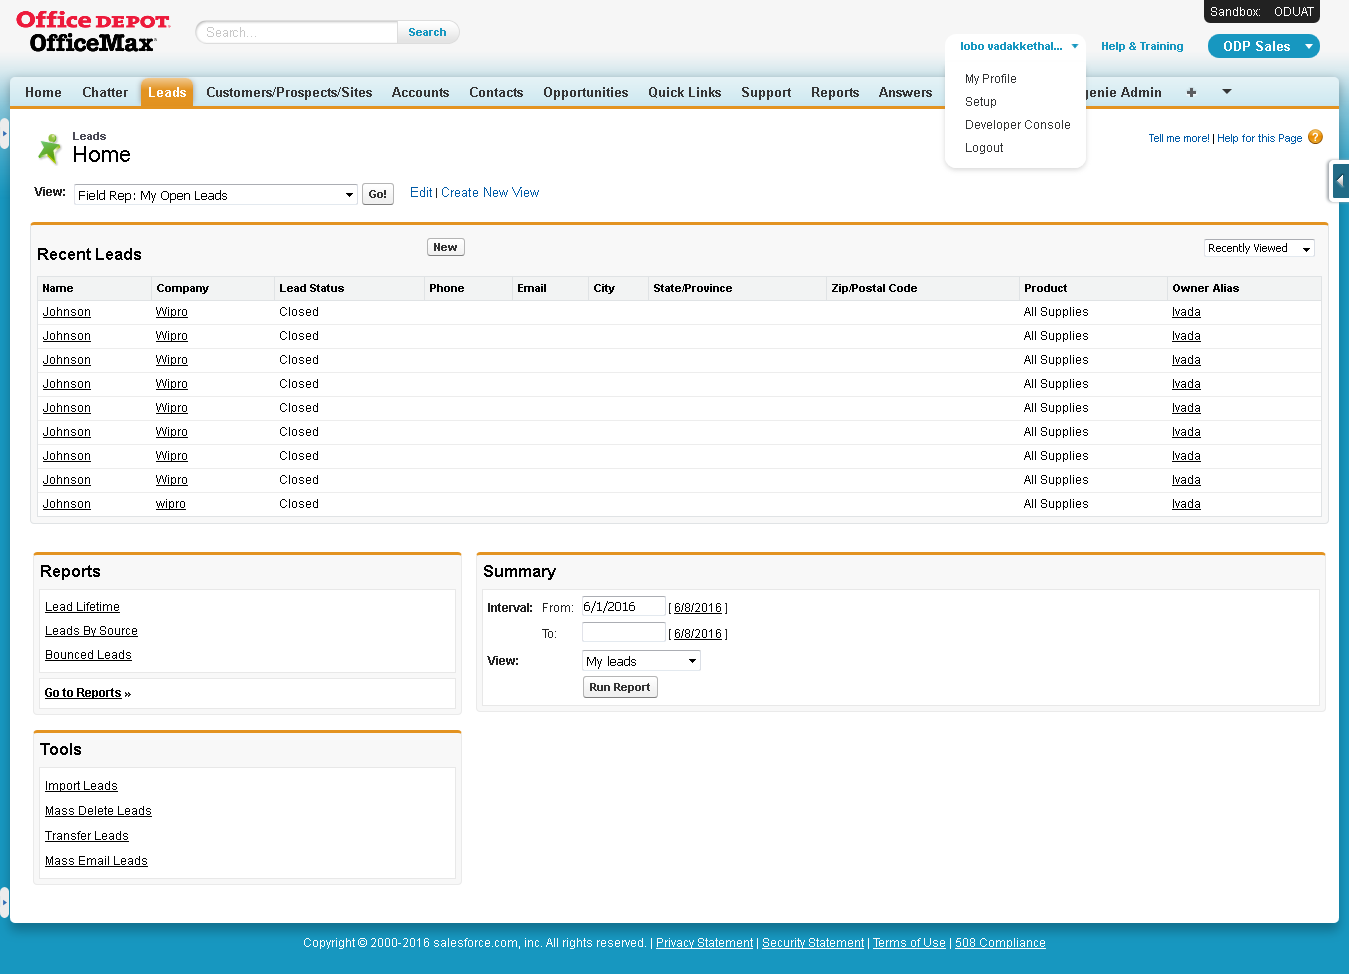 Office DEPOT.
OfficeMax
Search...
Search
Sandbox: ODUAT
lobo vadakkethal...
Help & Training
ODP Sales
My Profile
Setup
Developer Console
Logout
Home Chatter Leads Customers/Prospects/Sites Accounts Contacts Opportunities Quick Links Support Reports Answers genie Admin +
Leads
Home
Tell me more! | Help for this Page ?
View: Field Rep: My Open Leads Go! Edit | Create New View
Recent Leads New Recently Viewed
Name Company Lead Status Phone Email City State/Province Zip/Postal Code Product Owner Alias
Johnson Wipro Closed All Supplies lvada
Johnson Wipro Closed All Supplies lvada
Johnson Wipro Closed All Supplies lvada
Johnson Wipro Closed All Supplies lvada
Johnson Wipro Closed All Supplies lvada
Johnson Wipro Closed All Supplies lvada
Johnson Wipro Closed All Supplies lvada
Johnson Wipro Closed All Supplies lvada
Johnson wipro Closed All Supplies lvada
Reports
Lead Lifetime
Leads By Source
Bounced Leads
Go to Reports »
Summary
Interval: From: 6/1/2016 [ 6/8/2016 ]
To: [ 6/8/2016 ]
View: My leads
Run Report
Tools
Import Leads
Mass Delete Leads
Transfer Leads
Mass Email Leads
Copyright © 2000-2016 salesforce.com, inc. All rights reserved. | Privacy Statement | Security Statement | Terms of Use | 508 Compliance